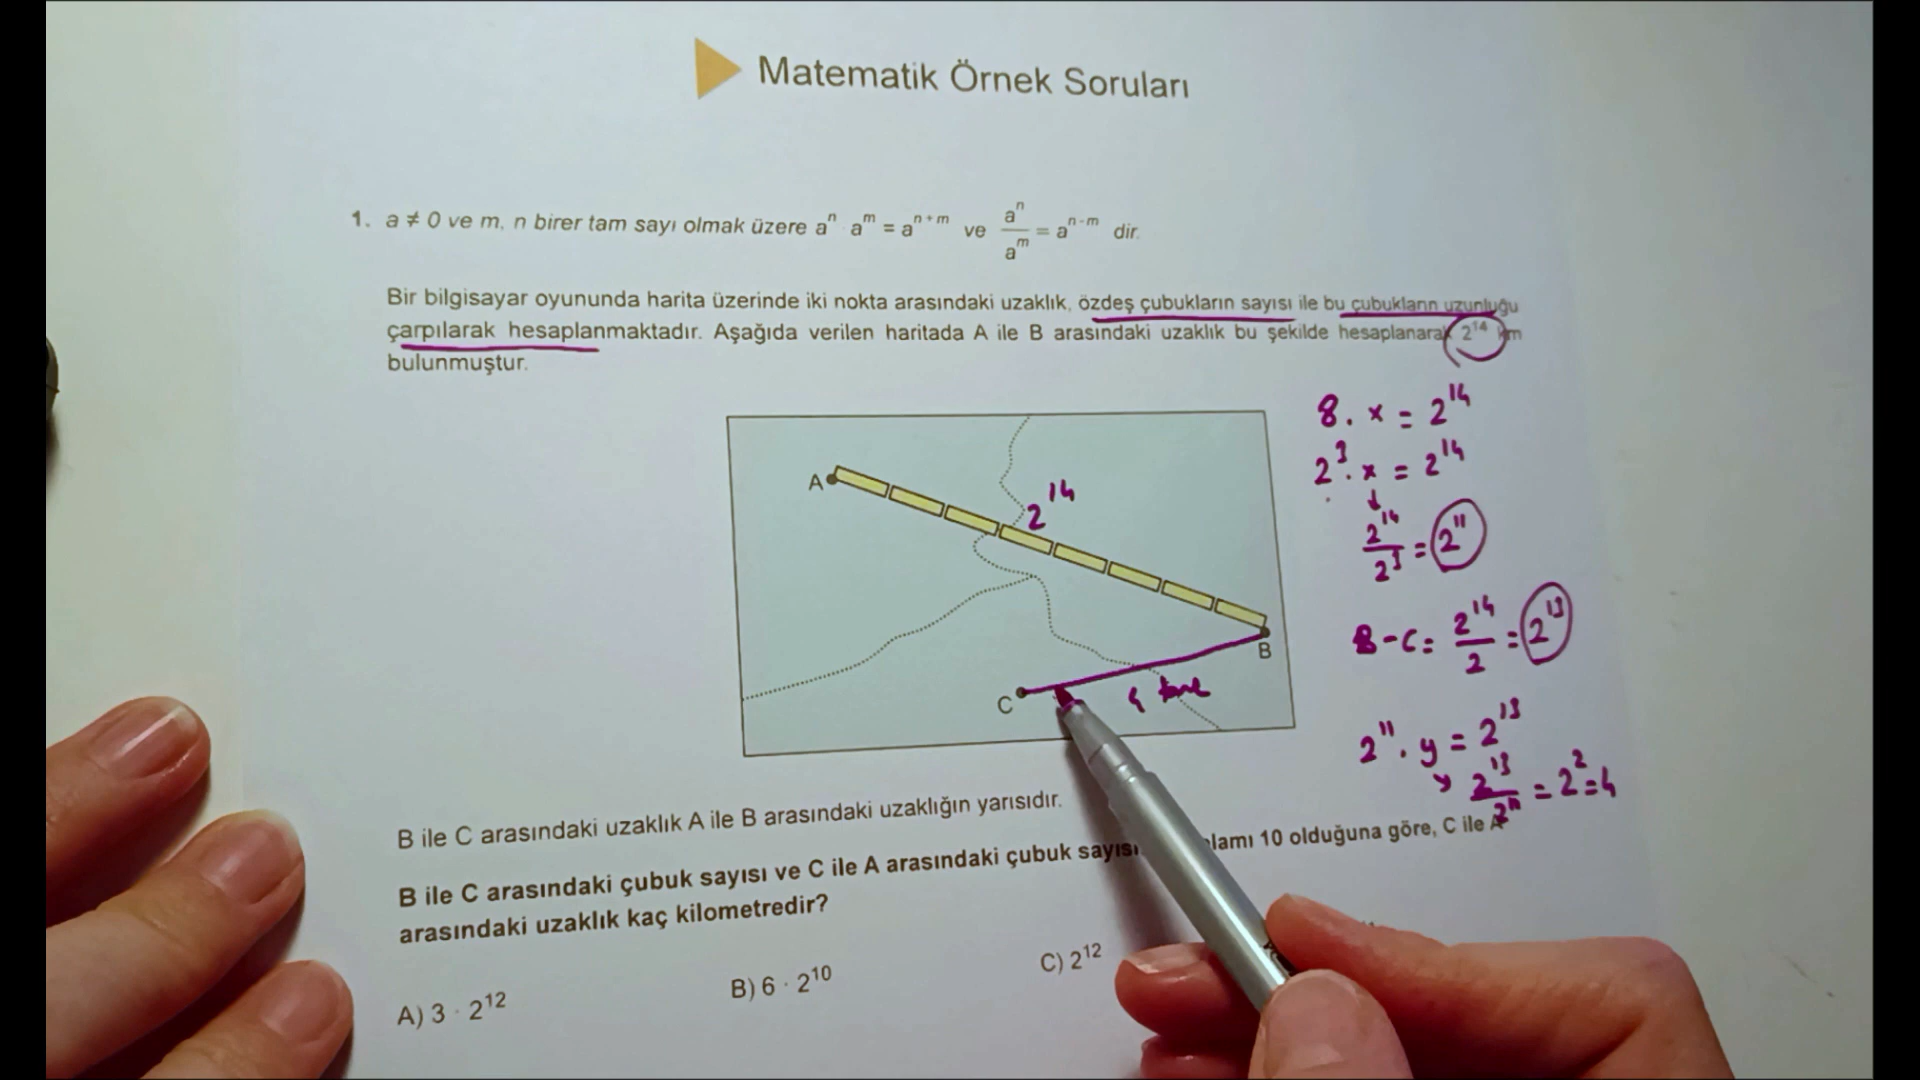 Matematik Örnek Soruları
1. a ≠ 0 ve m, n birer tam sayı olmak üzere aⁿ · aᵐ = aⁿ⁺ᵐ ve aⁿ/aᵐ = aⁿ⁻ᵐ dir.
Bir bilgisayar oyununda harita üzerinde iki nokta arasındaki uzaklık, özdeş çubukların sayısı ile bu çubukların uzunluğu
çarpılarak hesaplanmaktadır. Aşağıda verilen haritada A ile B arasındaki uzaklık bu şekilde hesaplanarak 2¹⁴ km
bulunmuştur.
8 . x = 2¹⁴
2³ . x = 2¹⁴
2¹⁴/2³ = 2¹¹
A
2¹⁴
B
C
4 tane
B-C = 2¹⁴/2 = 2¹³
2¹¹ . y = 2¹³
2¹³/2¹¹ = 2² = 4
B ile C arasındaki uzaklık A ile B arasındaki uzaklığın yarısıdır.
B ile C arasındaki çubuk sayısı ve C ile A arasındaki çubuk sayısı 10 olduğuna göre, C ile A
arasındaki uzaklık kaç kilometredir?
A) 3 · 2¹²
B) 6 · 2¹⁰
C) 2¹²